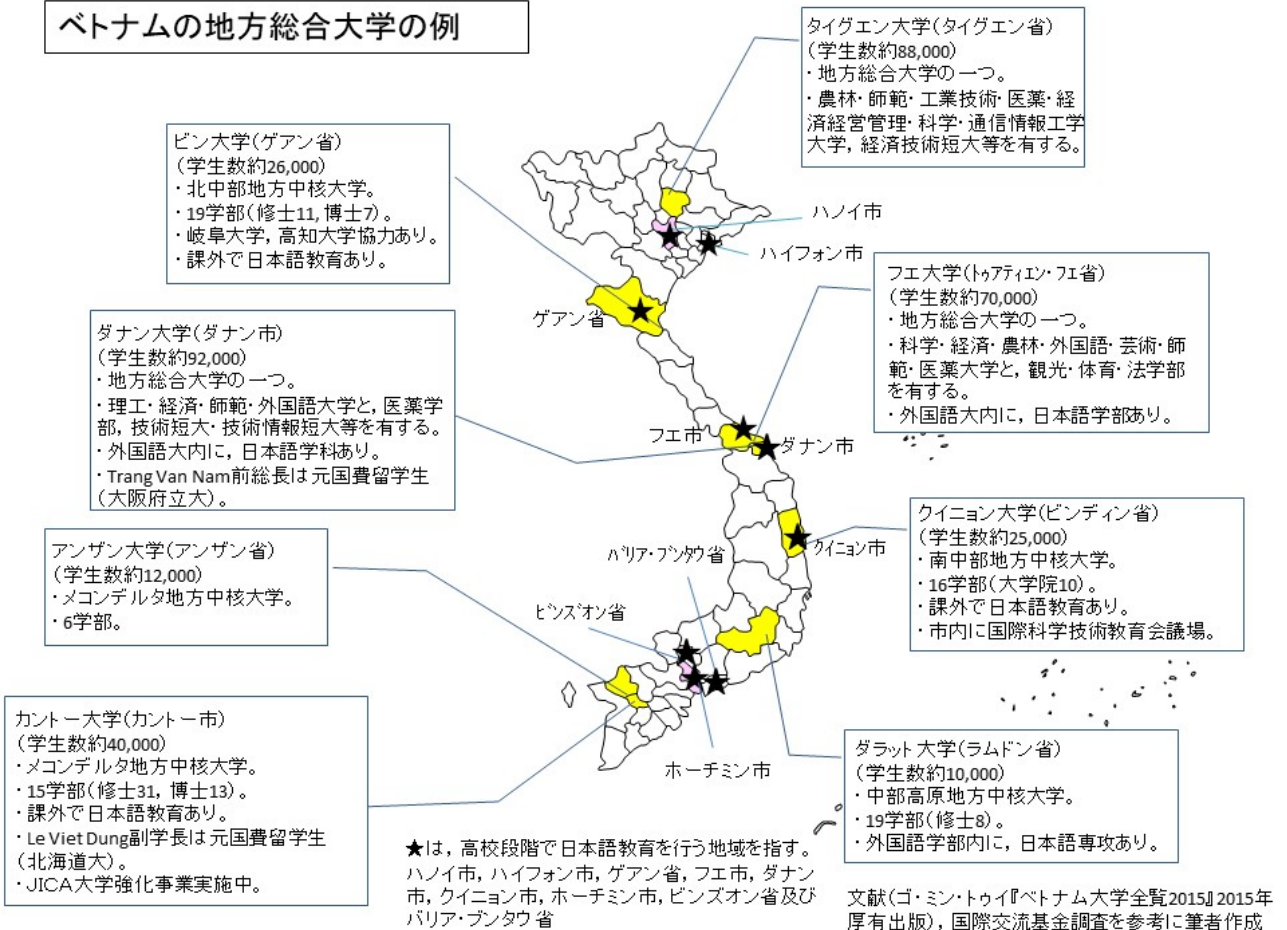 ベトナムの地方総合大学の例
タイグエン大学(タイグエン省)
(学生数約88,000)
・地方総合大学の一つ。
・農林・師範・工業技術・医薬・経
済経営管理・科学・通信情報工学
大学，経済技術短大等を有する。
ビン大学(ゲアン省)
(学生数約26,000)
・北中部地方中核大学。
・19学部(修士11, 博士7)。
・岐阜大学，高知大学協力あり。
・課外で日本語教育あり。
ハノイ市
ハイフォン市
ゲアン省
フエ大学(トゥアティエン・フエ省)
(学生数約70,000)
・地方総合大学の一つ。
・科学・経済・農林・外国語・芸術・師
範・医薬大学と，観光・体育・法学部
を有する。
・外国語大内に，日本語学部あり。
ダナン大学(ダナン市)
(学生数約92,000)
・地方総合大学の一つ。
・理工・経済・師範・外国語大学と，医薬学
部，技術短大・技術情報短大等を有する。
・外国語大内に，日本語学科あり。
・Trang Van Nam前総長は元国費留学生
(大阪府立大)。
フエ市
ダナン市
クイニョン大学(ビンディン省)
(学生数約25,000)
・南中部地方中核大学。
・16学部(大学院10)。
・課外で日本語教育あり。
・市内に国際科学技術教育会議場。
アンザン大学(アンザン省)
(学生数約12,000)
・メコンデルタ地方中核大学。
・6学部。
バリア・ブンタウ省
クイニョン市
ビンズオン省
カントー大学(カントー市)
(学生数約40,000)
・メコンデルタ地方中核大学。
・15学部(修士31, 博士13)。
・課外で日本語教育あり。
・Le Viet Dung副学長は元国費留学生
(北海道大)。
・JICA大学強化事業実施中。
ホーチミン市
ダラット大学(ラムドン省)
(学生数約10,000)
・中部高原地方中核大学。
・19学部(修士8)。
・外国語学部内に，日本語専攻あり。
★は，高校段階で日本語教育を行う地域を指す。
ハノイ市，ハイフォン市，ゲアン省，フエ市，ダナン
市，クイニョン市，ホーチミン市，ビンズオン省及び
バリア・ブンタウ省
文献(ゴ・ミン・トゥイ『ベトナム大学全覧2015』2015年
厚有出版)，国際交流基金調査を参考に筆者作成